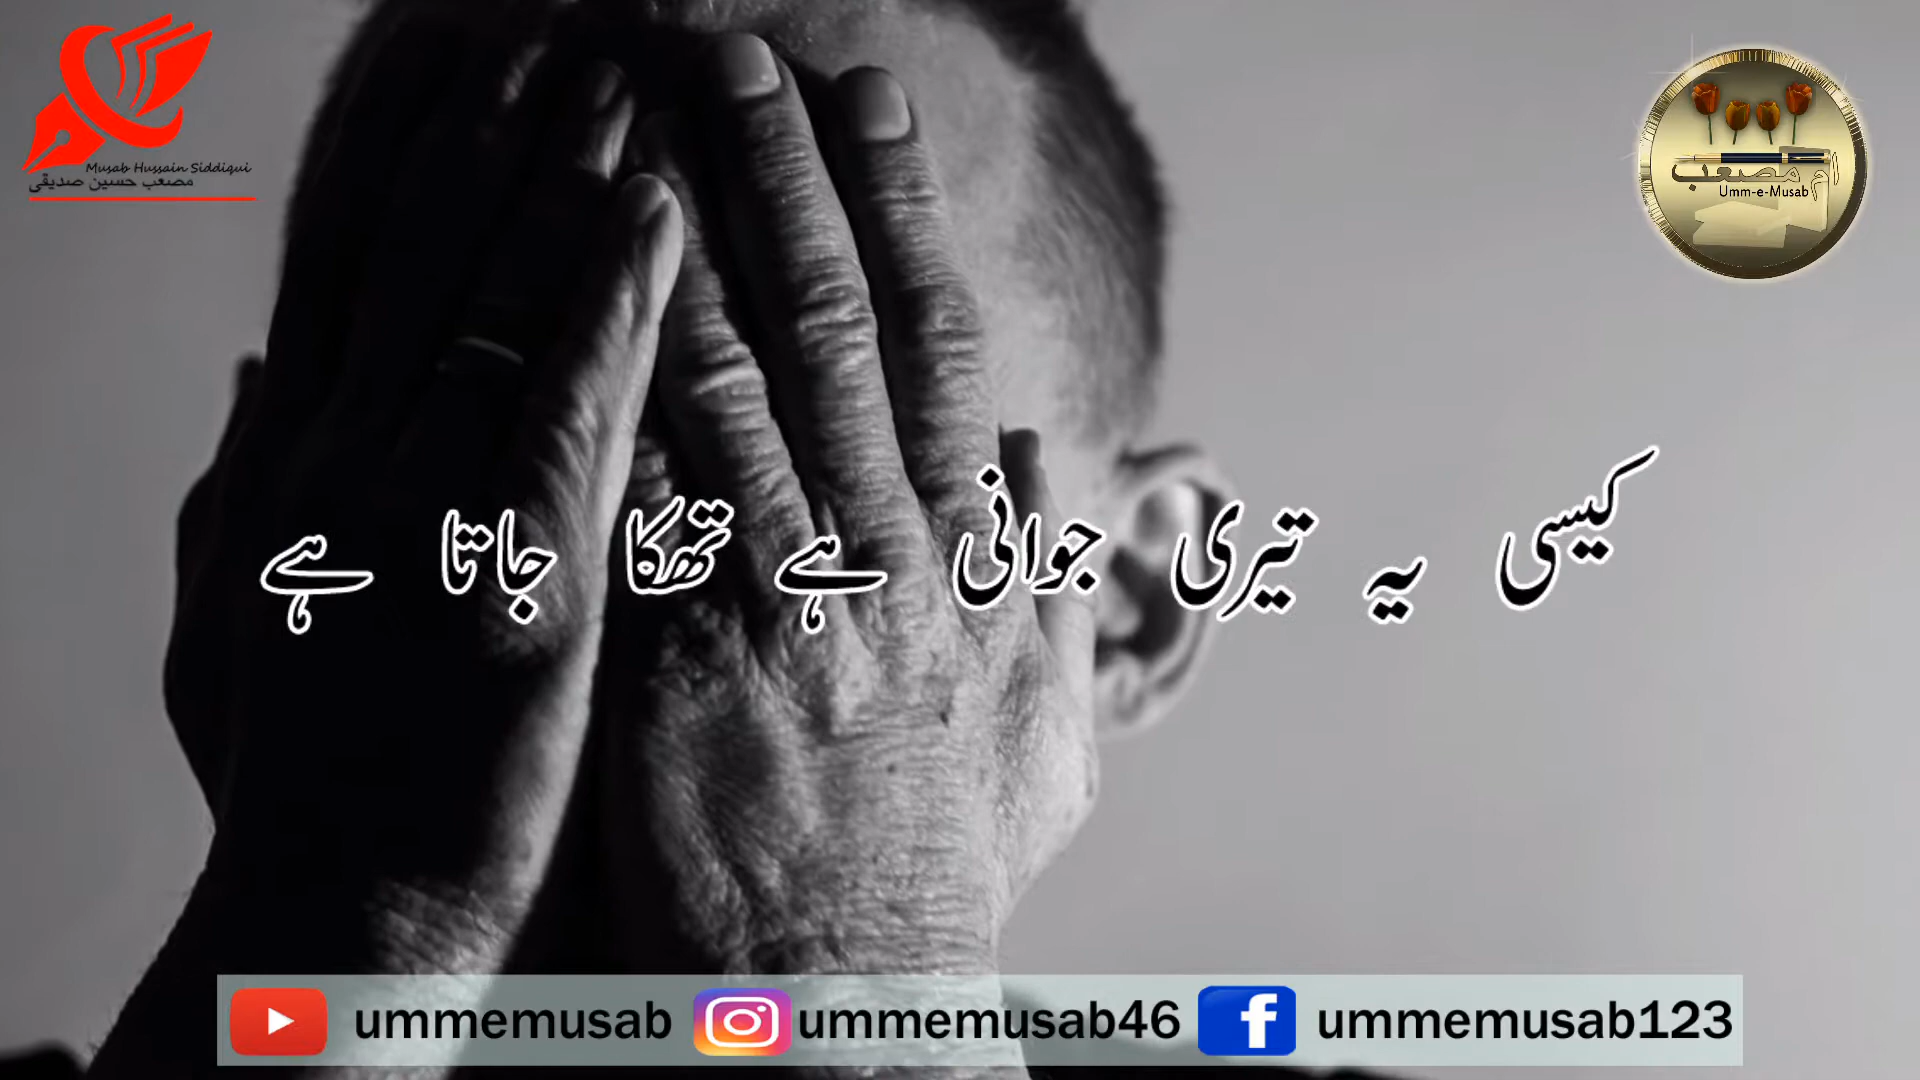 Musab Hussain Siddiqui
مصعب حسین صدیقی
ام مصعب
Umm-e-Musab
کیسی یہ تیری جوانی ہے تھکا جاتا ہے
ummemusab ummemusab46 ummemusab123